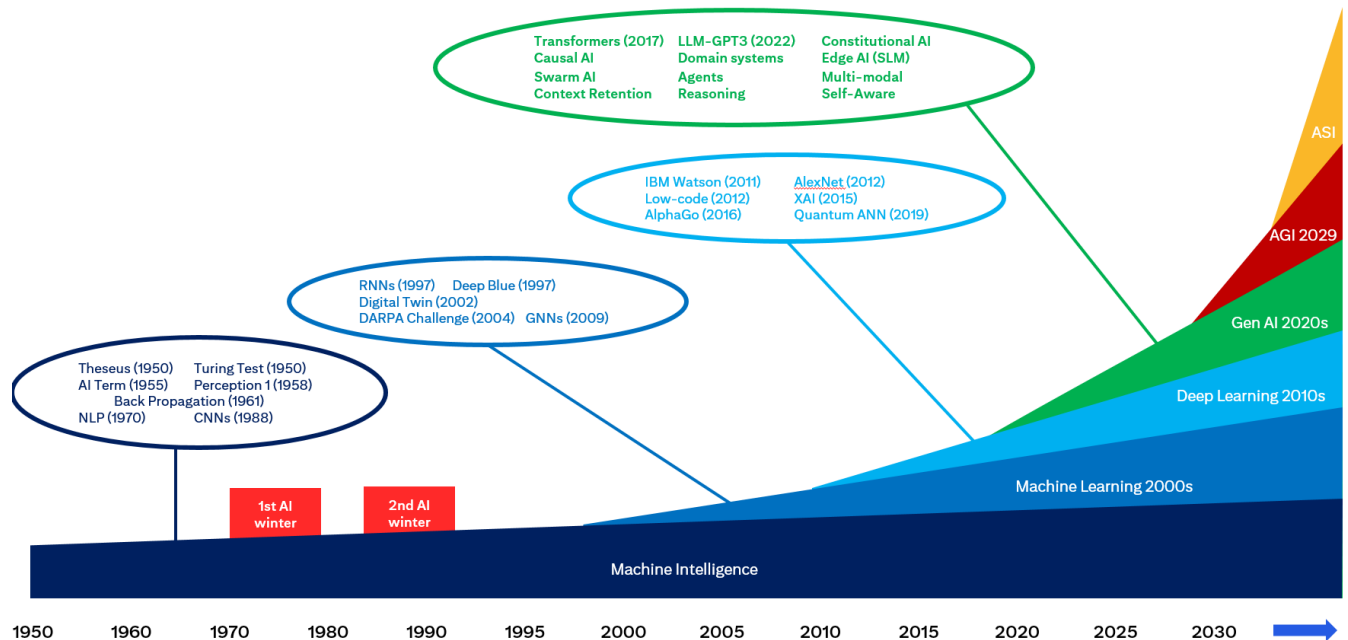 Transformers (2017) LLM-GPT3 (2022) Constitutional AI
Causal AI Domain systems Edge AI (SLM)
Swarm AI Agents Multi-modal
Context Retention Reasoning Self-Aware
ASI
IBM Watson (2011) AlexNet (2012)
Low-code (2012) XAI (2015)
AlphaGo (2016) Quantum ANN (2019)
AGI 2029
RNNs (1997) Deep Blue (1997)
Digital Twin (2002)
DARPA Challenge (2004) GNNs (2009)
Gen AI 2020s
Theseus (1950) Turing Test (1950)
AI Term (1955) Perception 1 (1958)
Back Propagation (1961)
NLP (1970) CNNs (1988)
Deep Learning 2010s
1st AI
winter
2nd AI
winter
Machine Learning 2000s
Machine Intelligence
1950 1960 1970 1980 1990 1995 2000 2005 2010 2015 2020 2025 2030